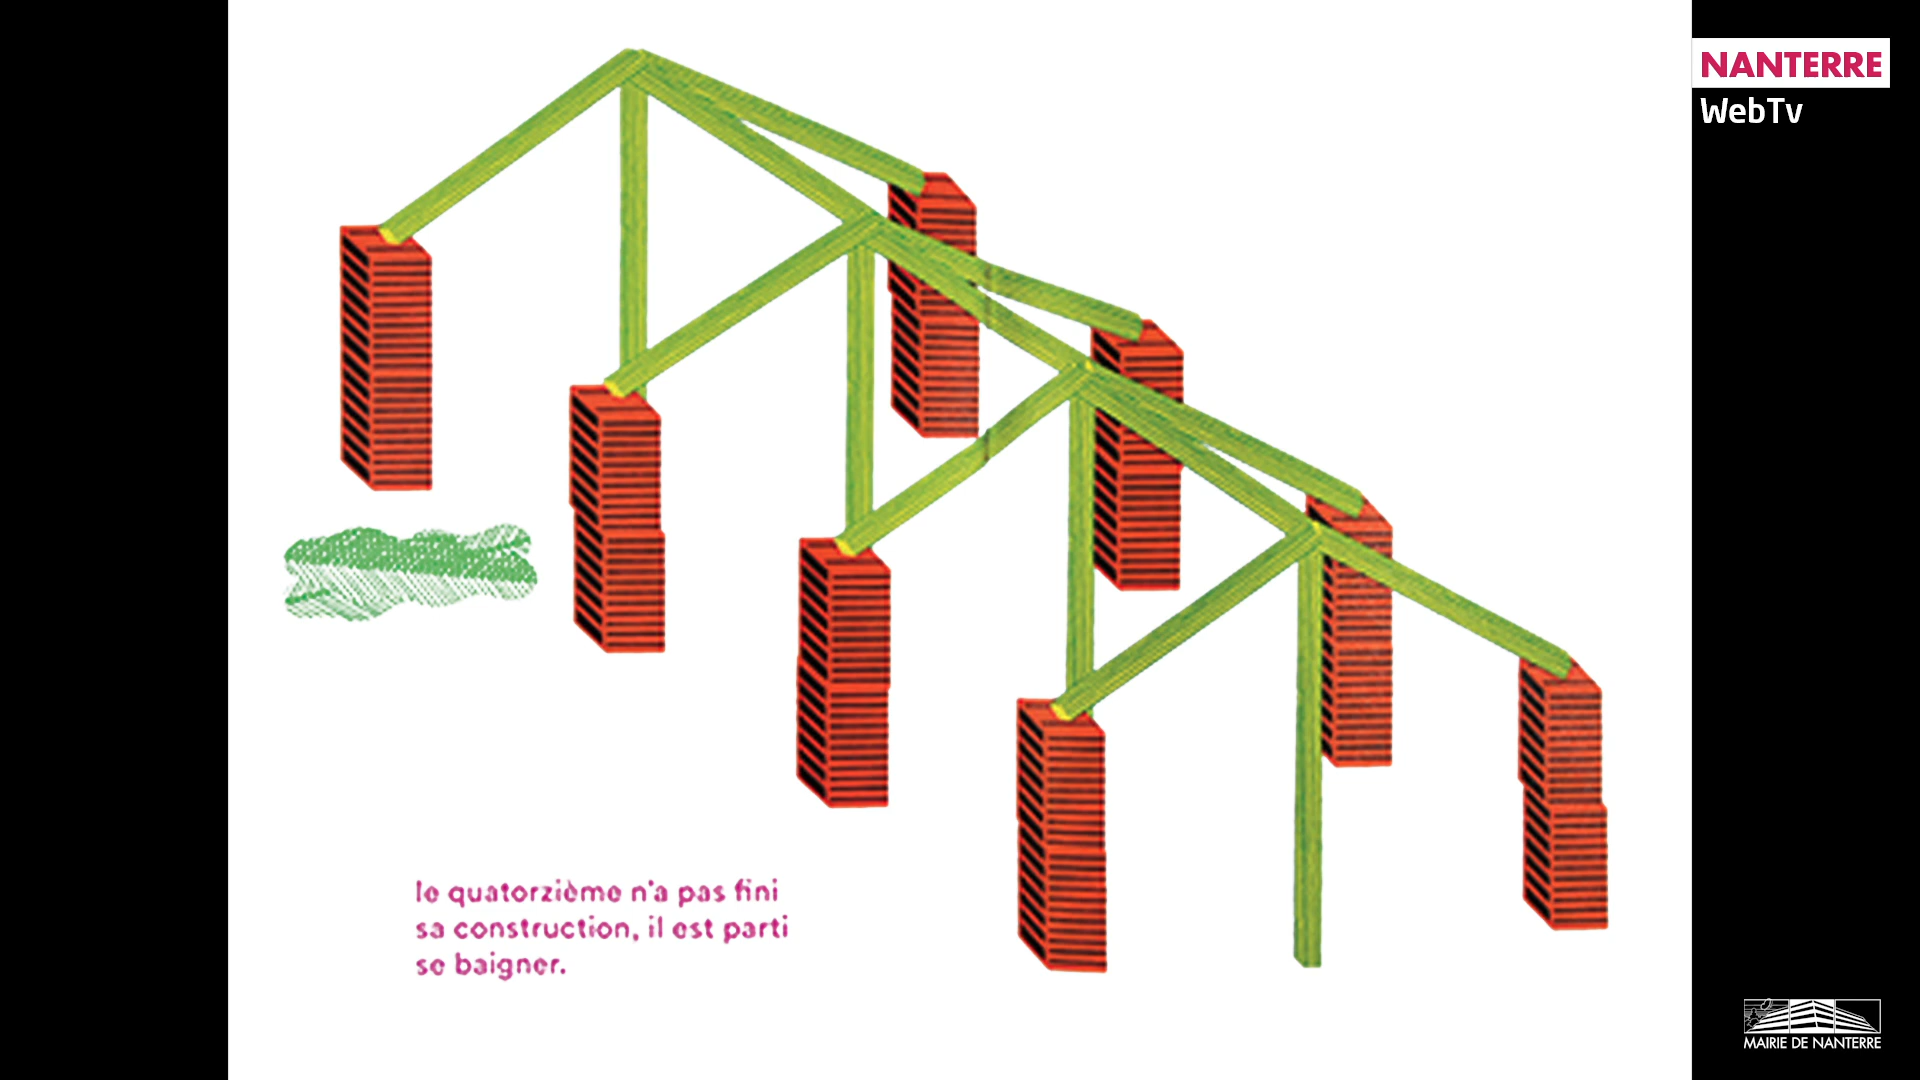 NANTERRE
WebTv
le quatorzième n'a pas fini
sa construction, il est parti
se baigner.
MAIRIE DE NANTERRE